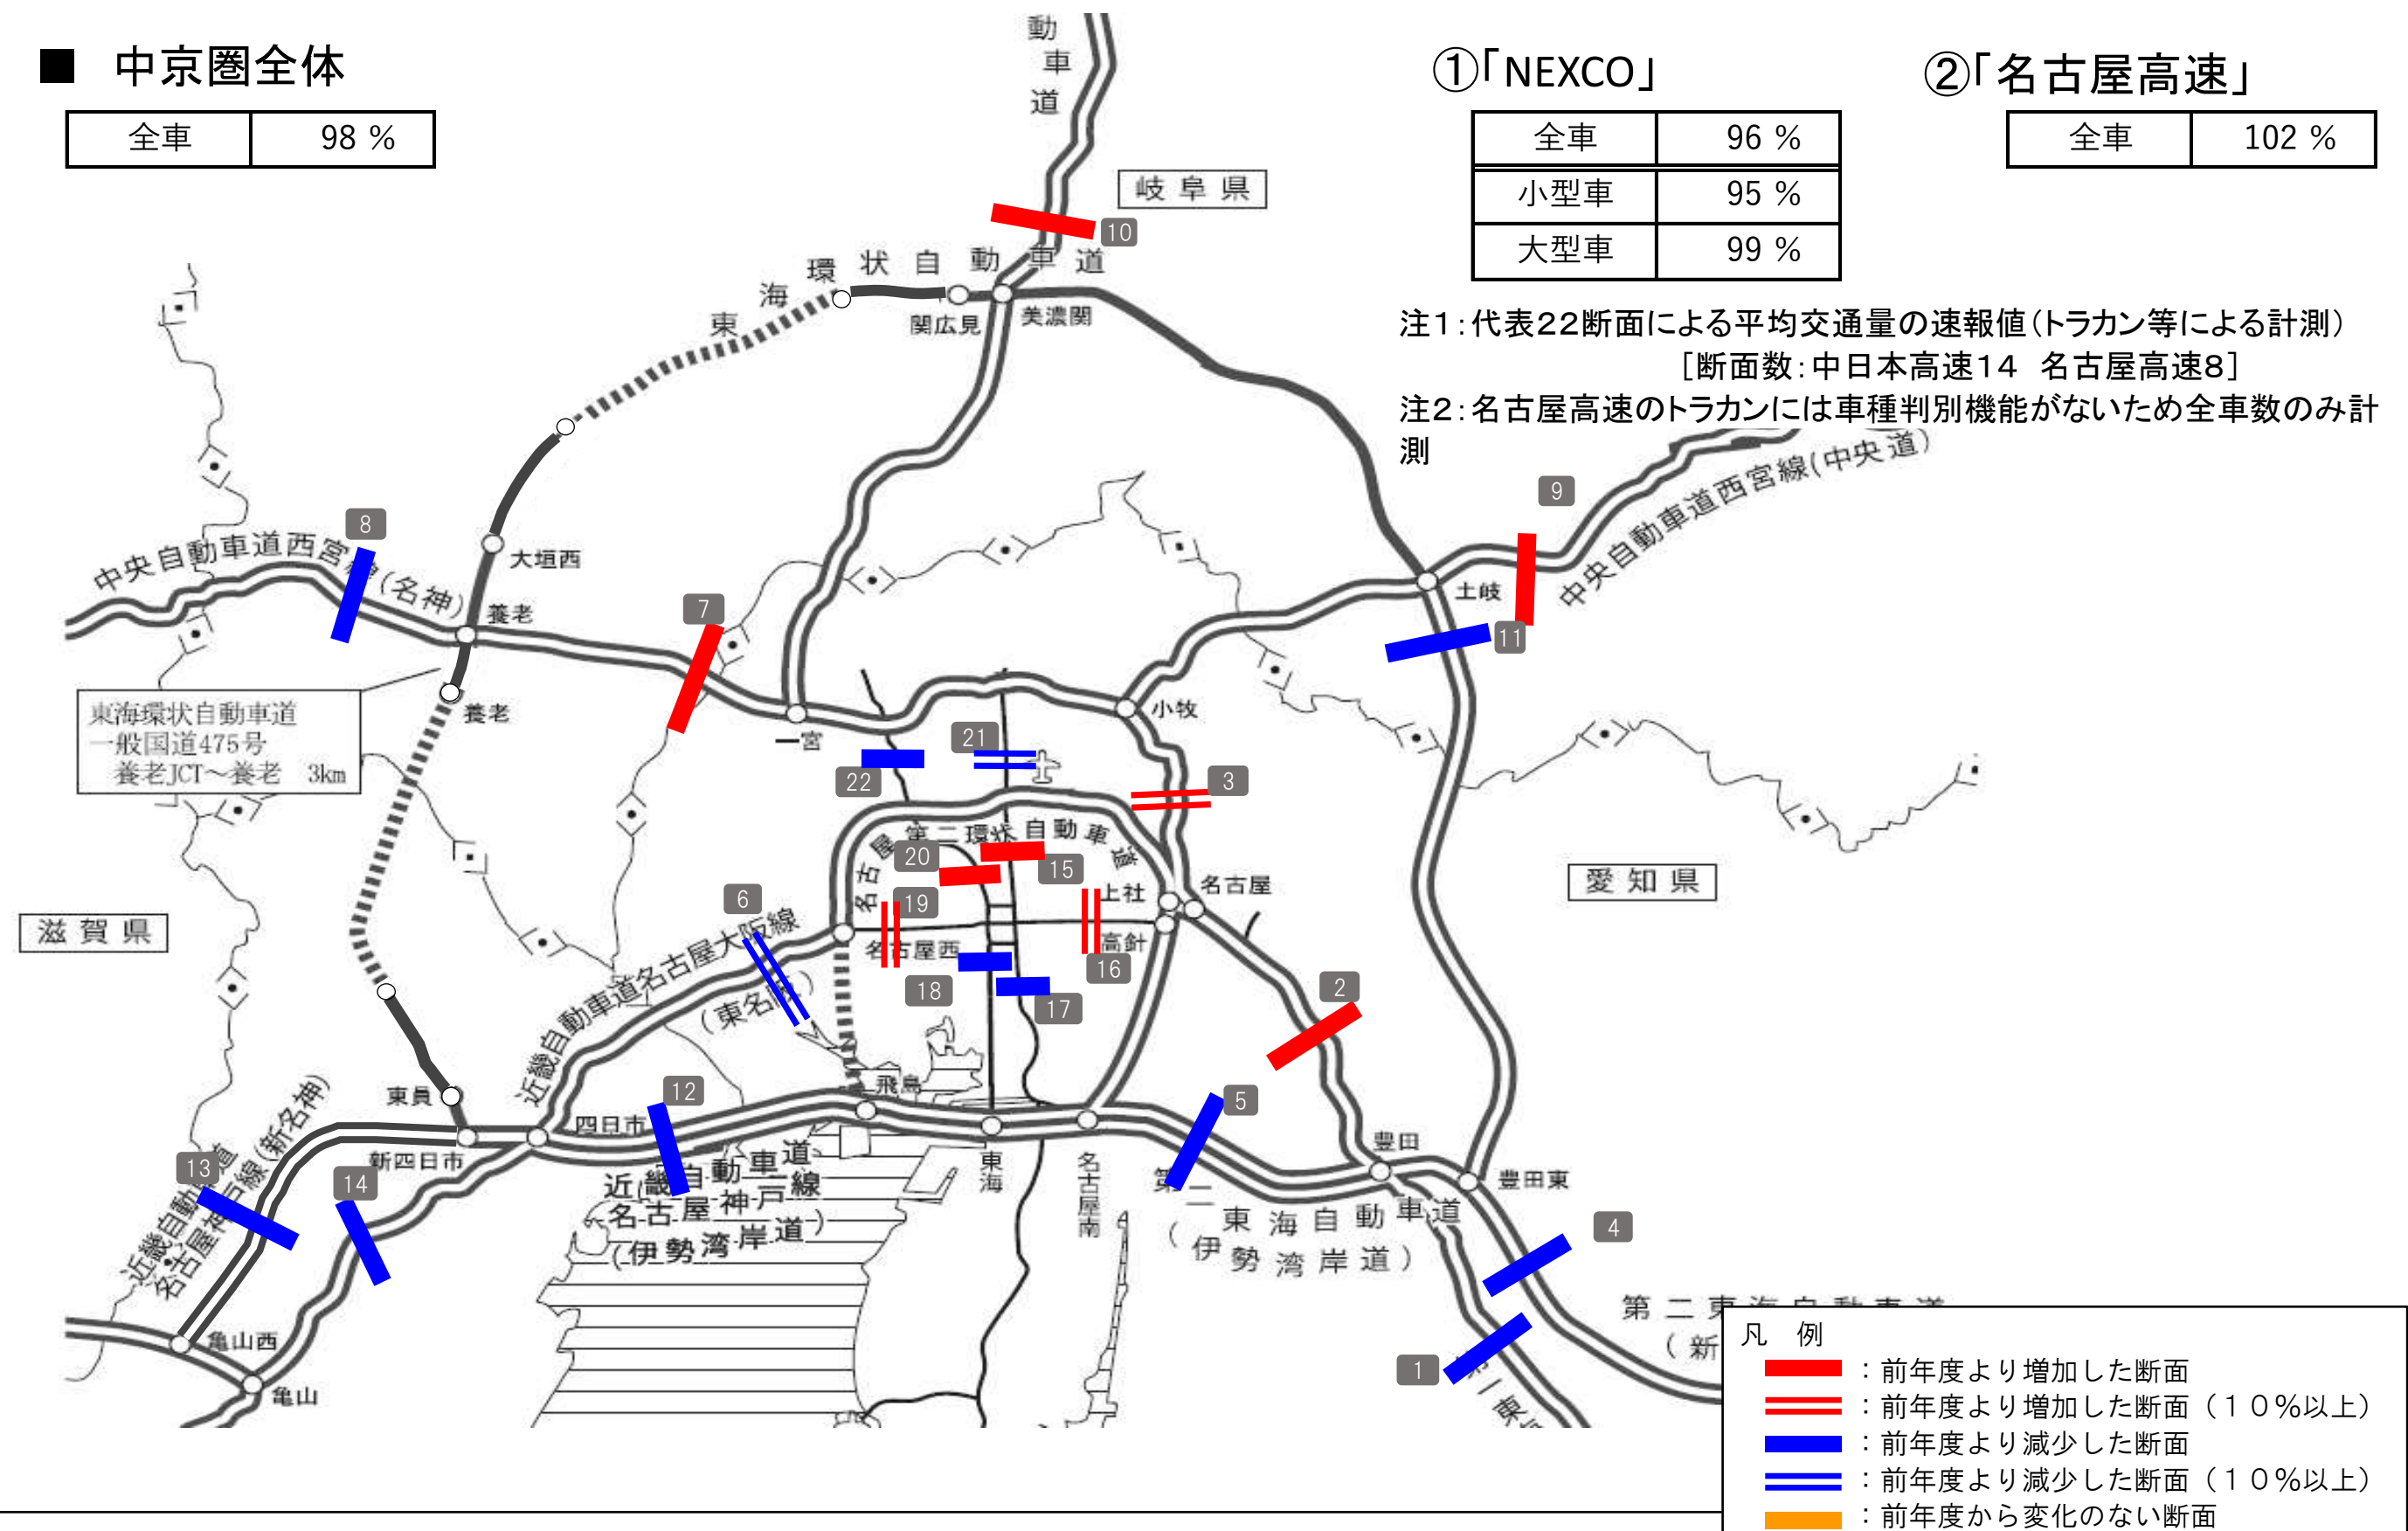 ■ 中京圏全体
全車 98 %
①「NEXCO」
全車 96 %
小型車 95 %
大型車 99 %
②「名古屋高速」
全車 102 %
注1：代表22断面による平均交通量の速報値（トラカン等による計測）
［断面数：中日本高速14 名古屋高速8］
注2：名古屋高速のトラカンには車種判別機能がないため全車数のみ計
測
動車道
岐阜県
10
東海環状自動車道
関広見
美濃関
中央自動車道西宮線(中央道)
9
8
中央自動車道西宮線(名神)
大垣西
養老
7
土岐
11
養老
東海環状自動車道
一般国道475号
養老JCT～養老 3km
一宮
小牧
21
22
3
名古屋第二環状自動車道
20
15
上社
名古屋
愛知県
滋賀県
6
19
名古屋西
高針
16
近畿自動車道名古屋大阪線
(東名阪)
18
17
2
飛島
東員
12
5
四日市
新四日市
豊田
豊田東
東海
名古屋南
13
14
近畿自動車道
名古屋神戸線(新名神)
近畿自動車道
名古屋神戸線
(伊勢湾岸道)
第二東海自動車道
(伊勢湾岸道)
4
亀山西
亀山
1
第一東
第二東海自動車道
(新
凡 例
：前年度より増加した断面
：前年度より増加した断面（１０％以上）
：前年度より減少した断面
：前年度より減少した断面（１０％以上）
：前年度から変化のない断面